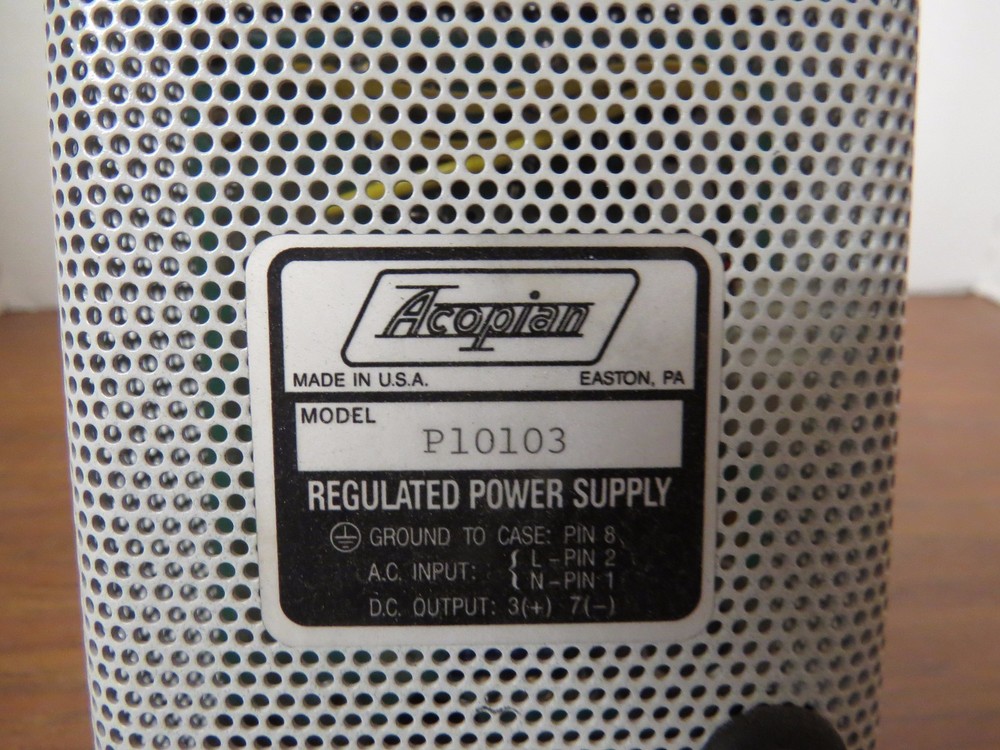 Acopian
MADE IN U.S.A. EASTON, PA
MODEL
P10103
REGULATED POWER SUPPLY
GROUND TO CASE: PIN 8
A.C. INPUT: { L - PIN 2
{ N - PIN 1
D.C. OUTPUT: 3(+) 7(-)